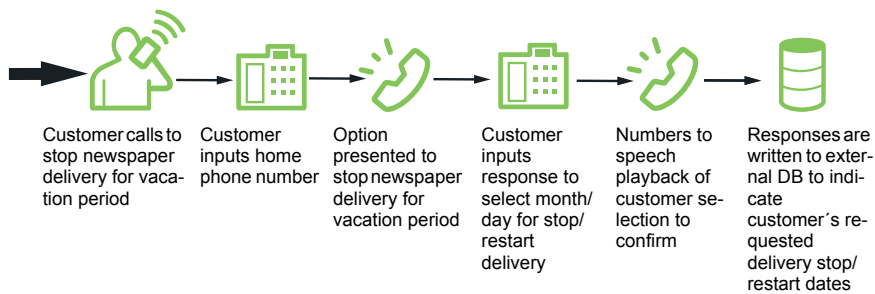 Customer calls to
stop newspaper
delivery for vaca-
tion period
Customer
inputs home
phone number
Option
presented to
stop newspaper
delivery for
vacation period
Customer
inputs
response to
select month/
day for stop/
restart
delivery
Numbers to
speech
playback of
customer se-
lection to
confirm
Responses are
written to exter-
nal DB to indi-
cate
customer´s re-
quested
delivery stop/
restart dates